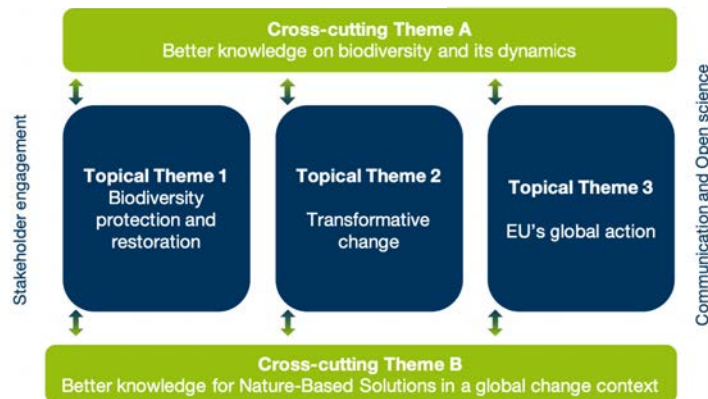 Cross-cutting Theme A
Better knowledge on biodiversity and its dynamics
Stakeholder engagement
Topical Theme 1
Biodiversity
protection and
restoration
Topical Theme 2
Transformative
change
Topical Theme 3
EU's global action
Communication and Open science
Cross-cutting Theme B
Better knowledge for Nature-Based Solutions in a global change context